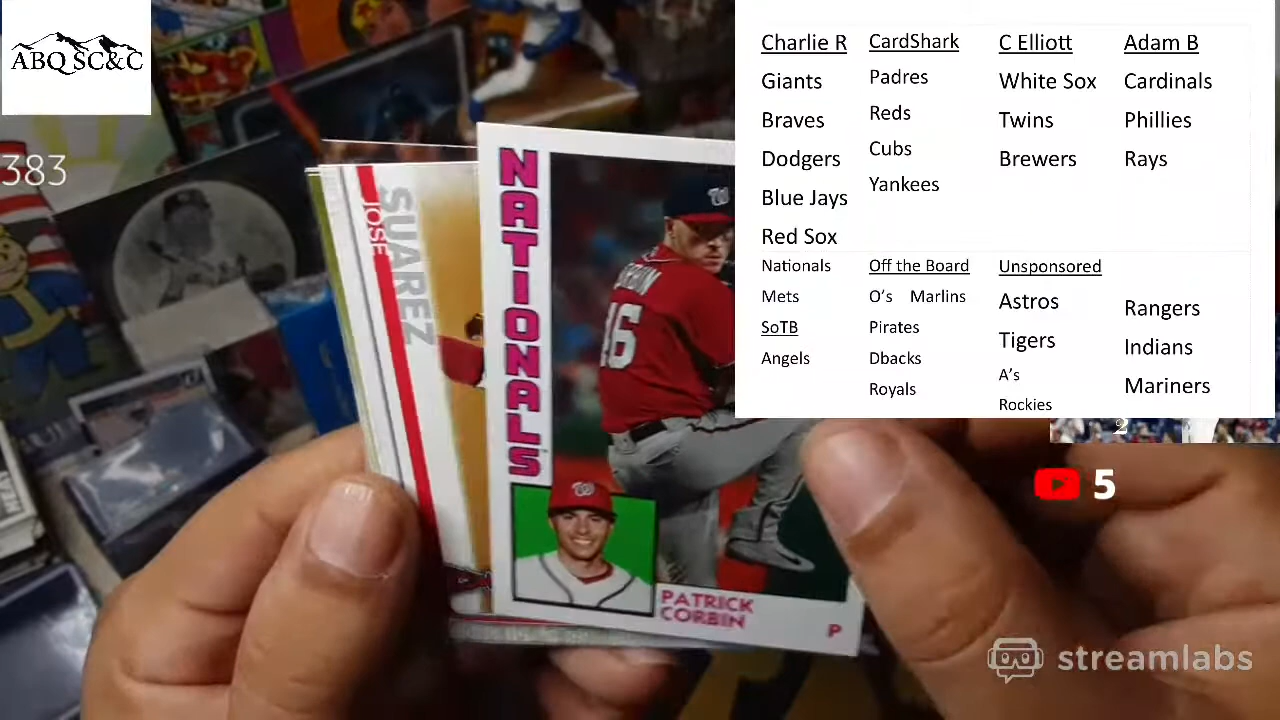 ABQ SC&C
383
Charlie R
Giants
Braves
Dodgers
Blue Jays
Red Sox
Nationals
Mets
SoTB
Angels
CardShark
Padres
Reds
Cubs
Yankees
Off the Board
O's Marlins
Pirates
Dbacks
Royals
C Elliott
White Sox
Twins
Brewers
Unsponsored
Astros
Tigers
A's
Rockies
Adam B
Cardinals
Phillies
Rays
Rangers
Indians
Mariners
JOSE
SUAREZ
NATIONALS
W
16
W
PATRICK
CORBIN
P
2
5
streamlabs